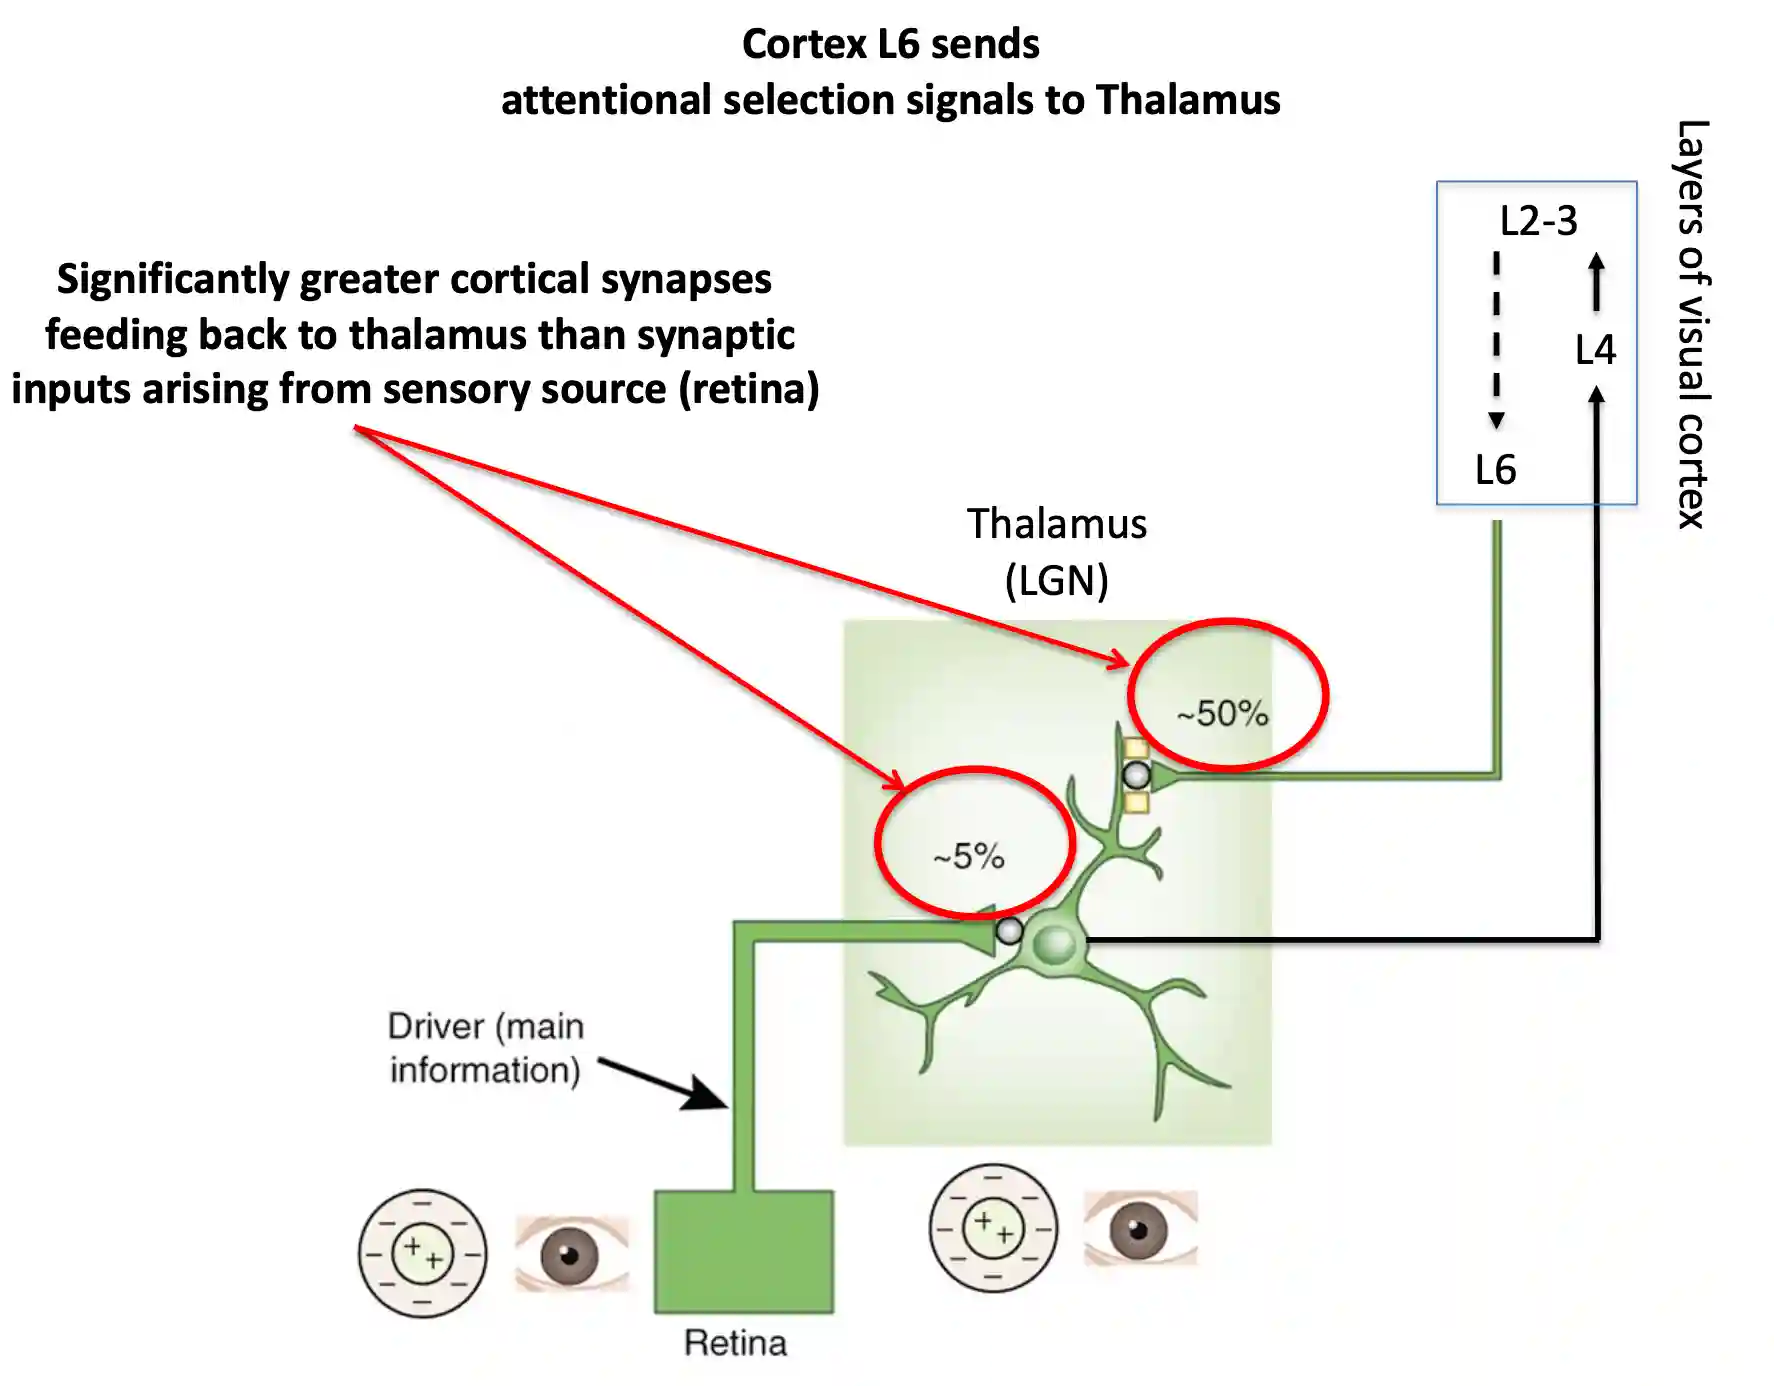 Cortex L6 sends
attentional selection signals to Thalamus
Layers of visual cortex
L2-3
L4
L6
Significantly greater cortical synapses
feeding back to thalamus than synaptic
inputs arising from sensory source (retina)
Thalamus
(LGN)
~50%
~5%
Driver (main
information)
Retina